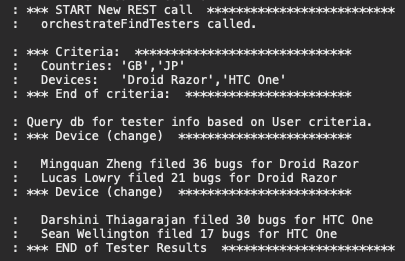 : *** START New REST call  **************************
:   orchestrateFindTesters called.
: *** Criteria:  ******************************
:   Countries: 'GB','JP'
:   Devices:   'Droid Razor','HTC One'
: *** End of criteria:  ***********************
: Query db for tester info based on User criteria.
: *** Device (change)  ************************
:   Mingquan Zheng filed 36 bugs for Droid Razor
:   Lucas Lowry filed 21 bugs for Droid Razor
: *** Device (change)  ************************
:   Darshini Thiagarajan filed 30 bugs for HTC One
:   Sean Wellington filed 17 bugs for HTC One
: *** END of Tester Results  ************************